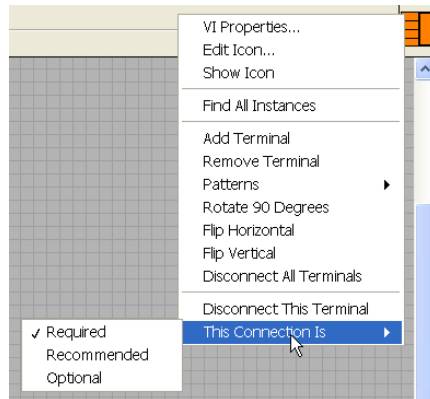 VI Properties...
Edit Icon...
Show Icon
Find All Instances
Add Terminal
Remove Terminal
Patterns
Rotate 90 Degrees
Flip Horizontal
Flip Vertical
Disconnect All Terminals
Disconnect This Terminal
This Connection Is
Required
Recommended
Optional